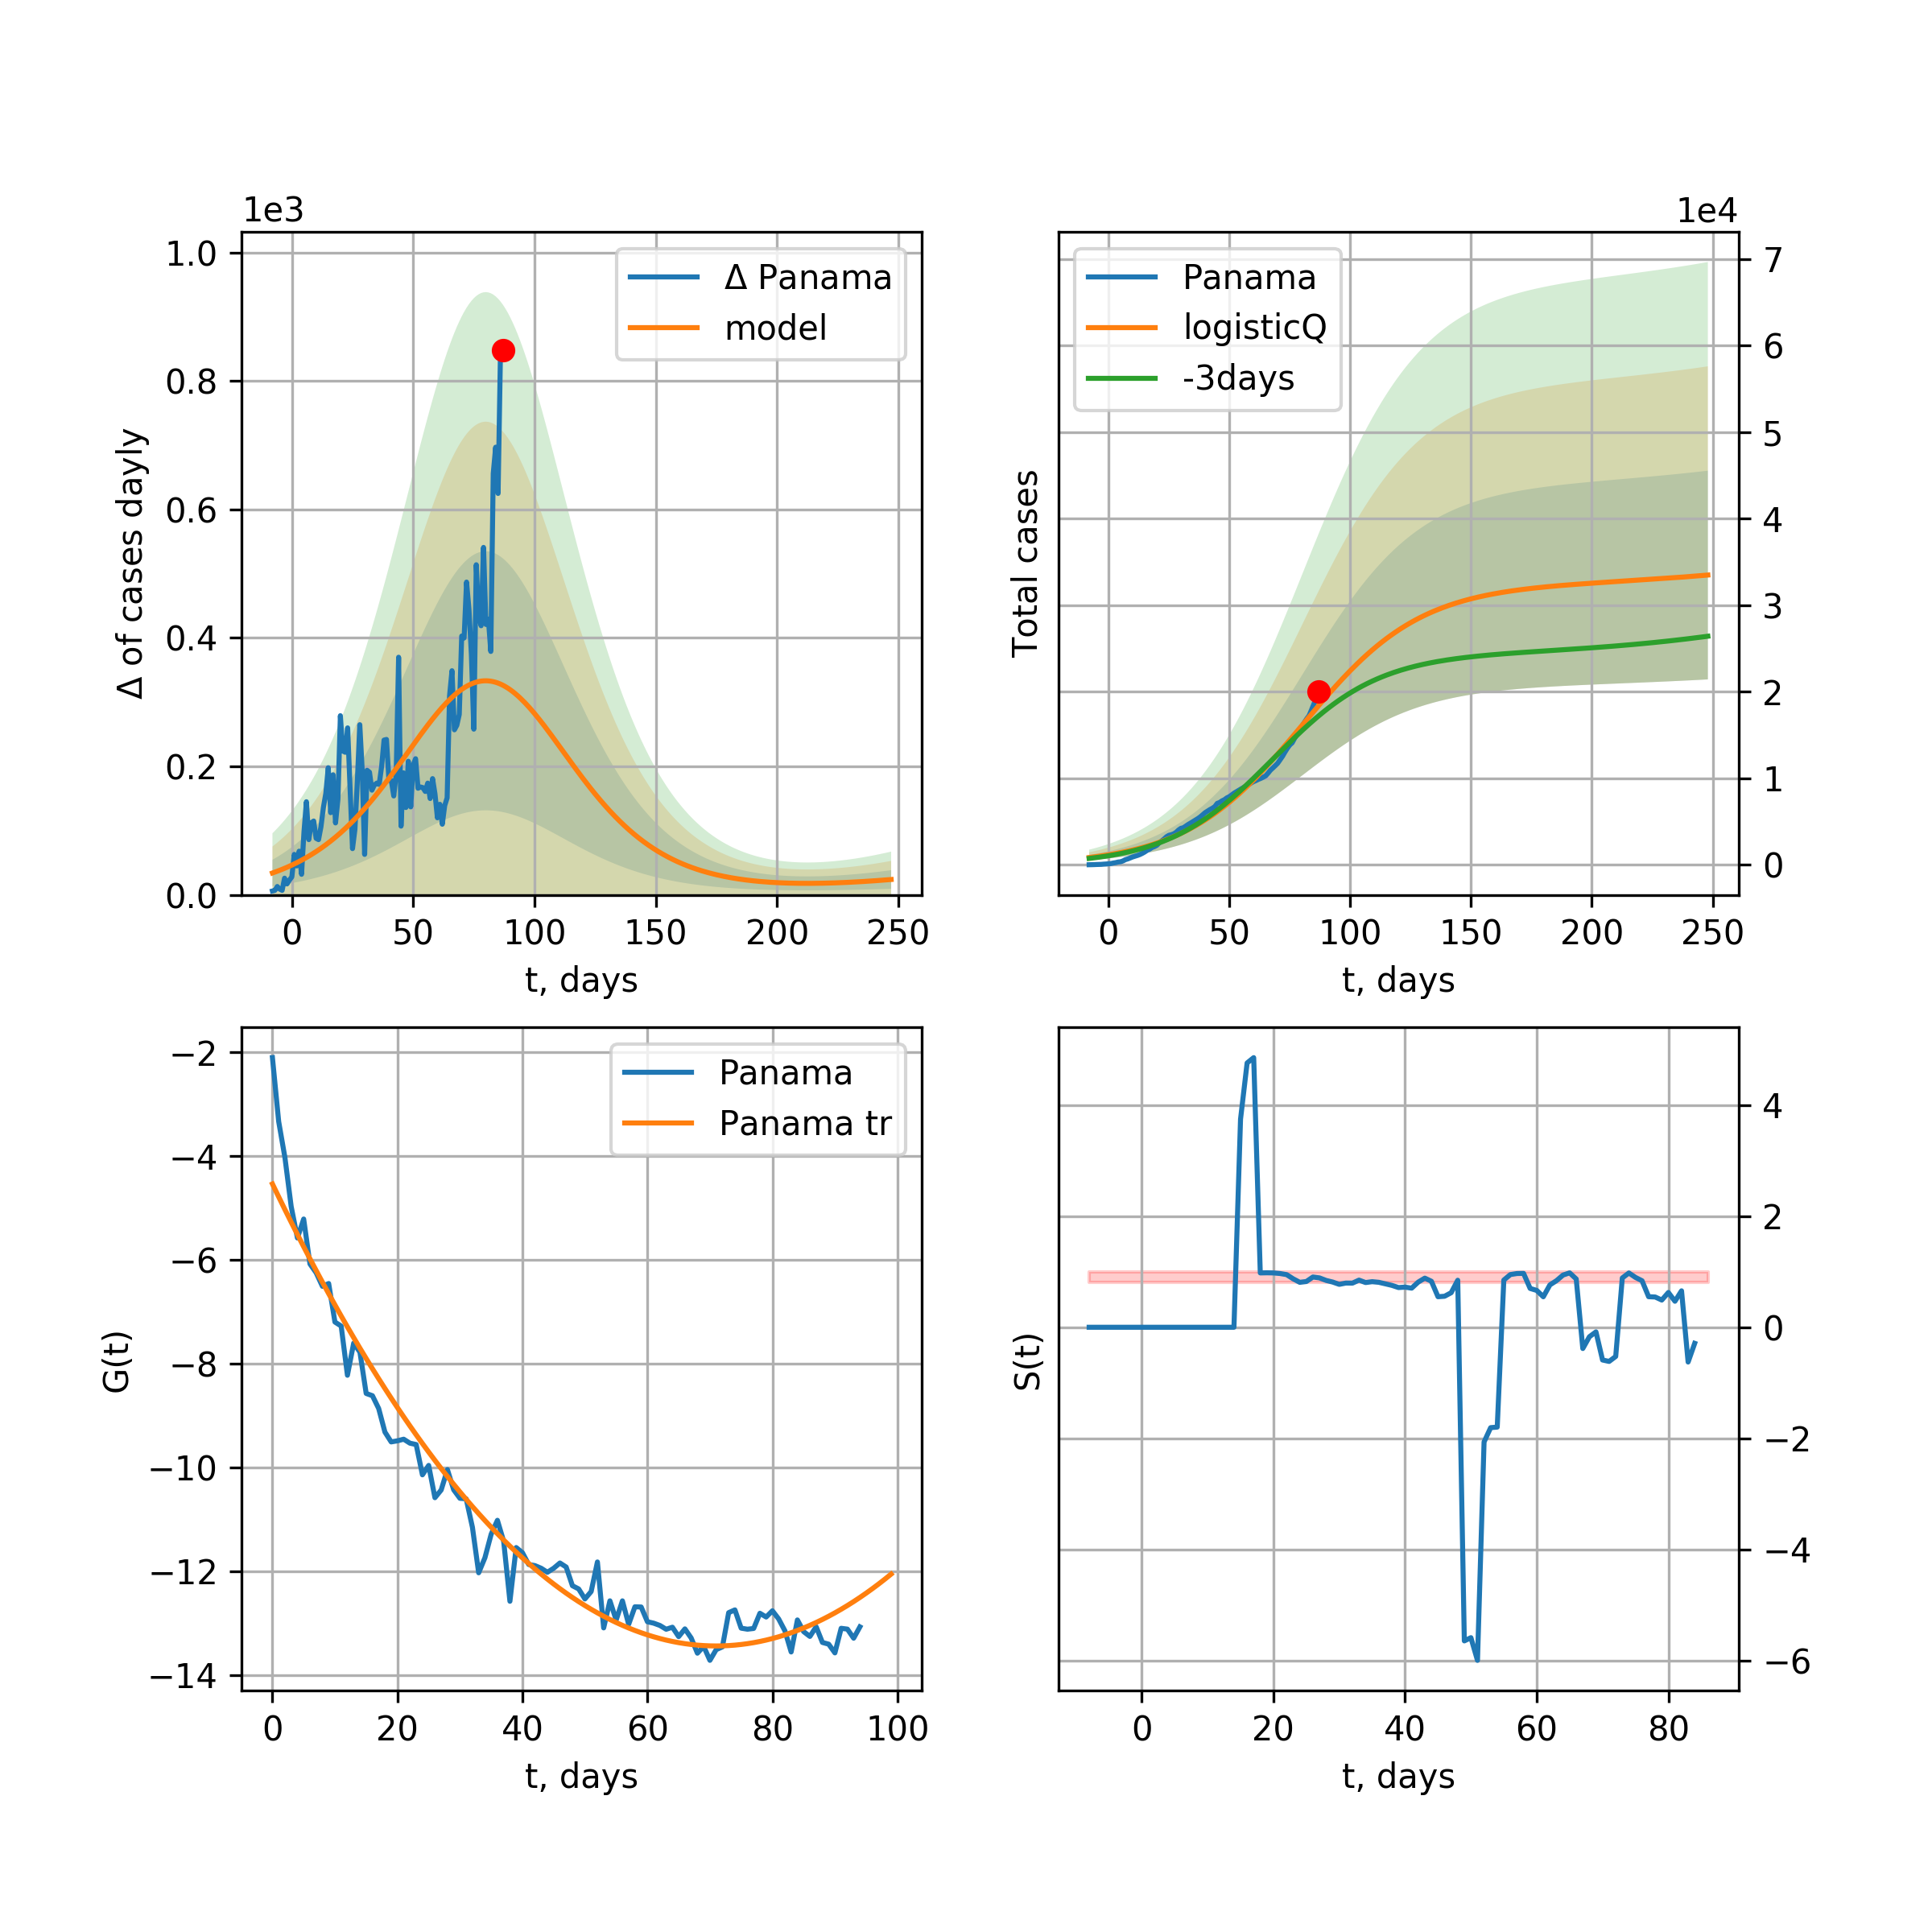 1e3
1.0
0.8
0.6
0.4
0.2
0.0
Δ of cases dayly
Δ Panama
model
0 50 100 150 200 250
t, days
1e4
7
6
5
4
3
2
1
0
Total cases
Panama
logisticQ
-3days
0 50 100 150 200 250
t, days
−2
−4
−6
−8
−10
−12
−14
G(t)
Panama
Panama tr
0 20 40 60 80 100
t, days
4
2
0
−2
−4
−6
S(t)
0 20 40 60 80
t, days